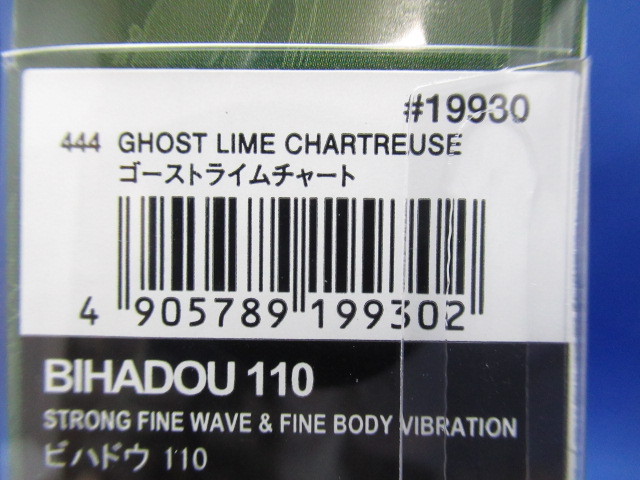 #19930
444 GHOST LIME CHARTREUSE
ゴーストライムチャート
4 905789 199302
BIHADOU 110
STRONG FINE WAVE & FINE BODY VIBRATION
ビハドウ 110